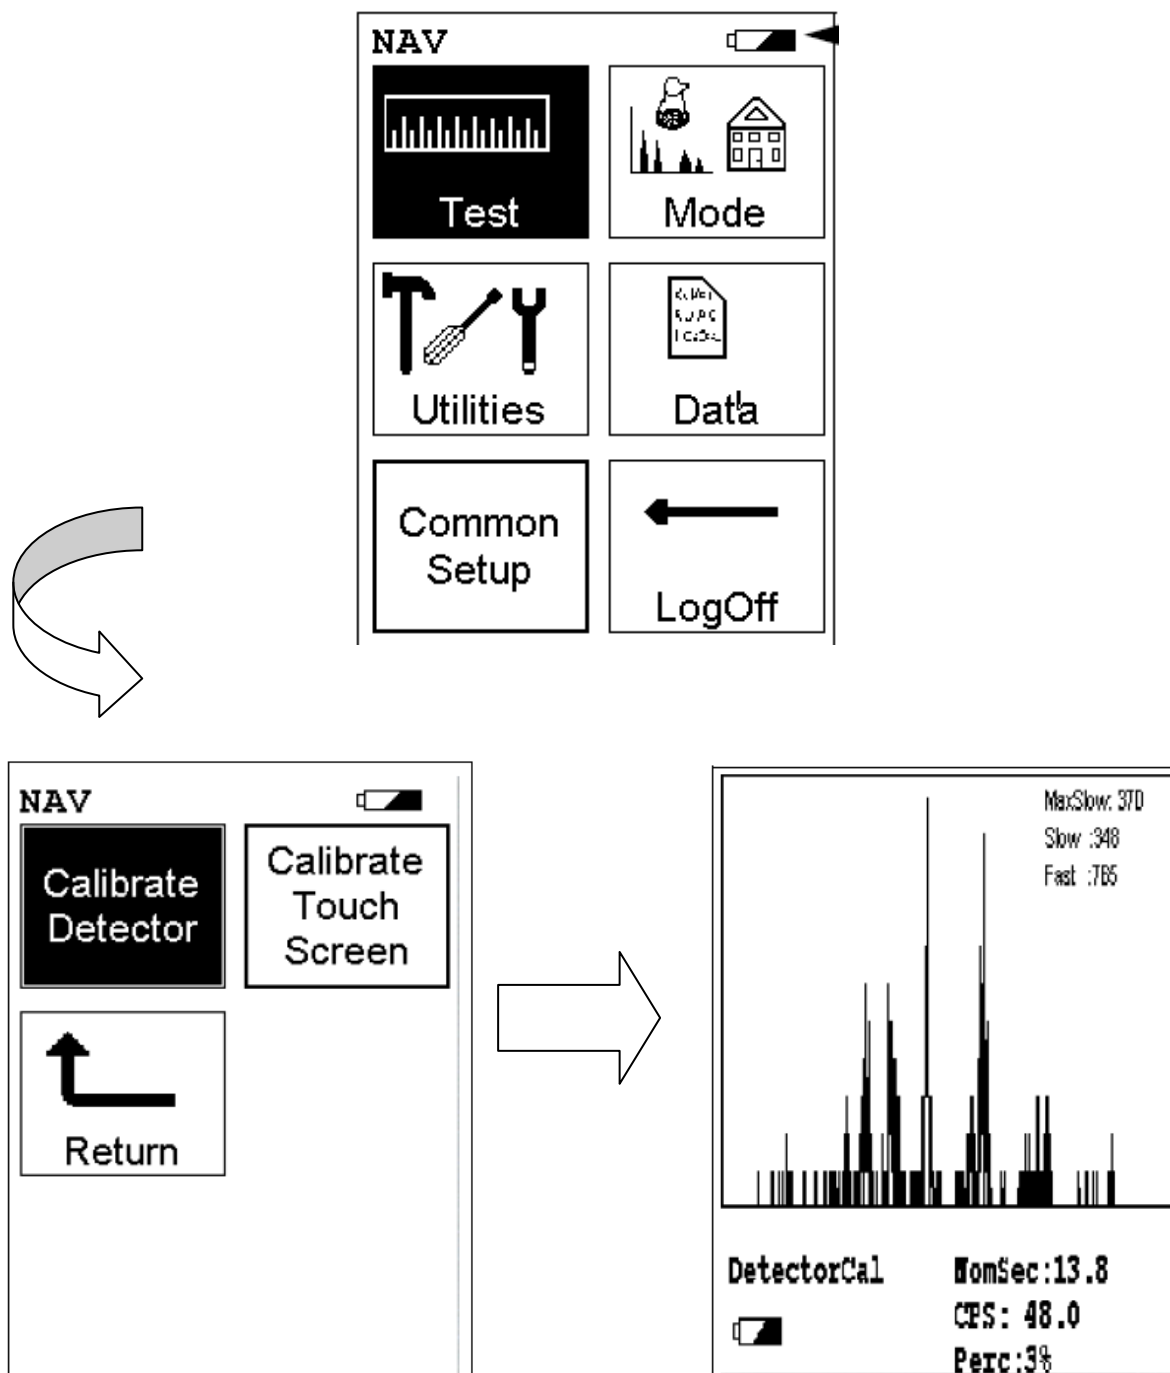 NAV
Test
Mode
Utilities
Data
Common
Setup
LogOff
NAV
Calibrate
Detector
Calibrate
Touch
Screen
Return
MaxSlow: 370
Slow :348
Fast :765
DetectorCal
NomSec:13.8
CPS: 48.0
Perc:3%